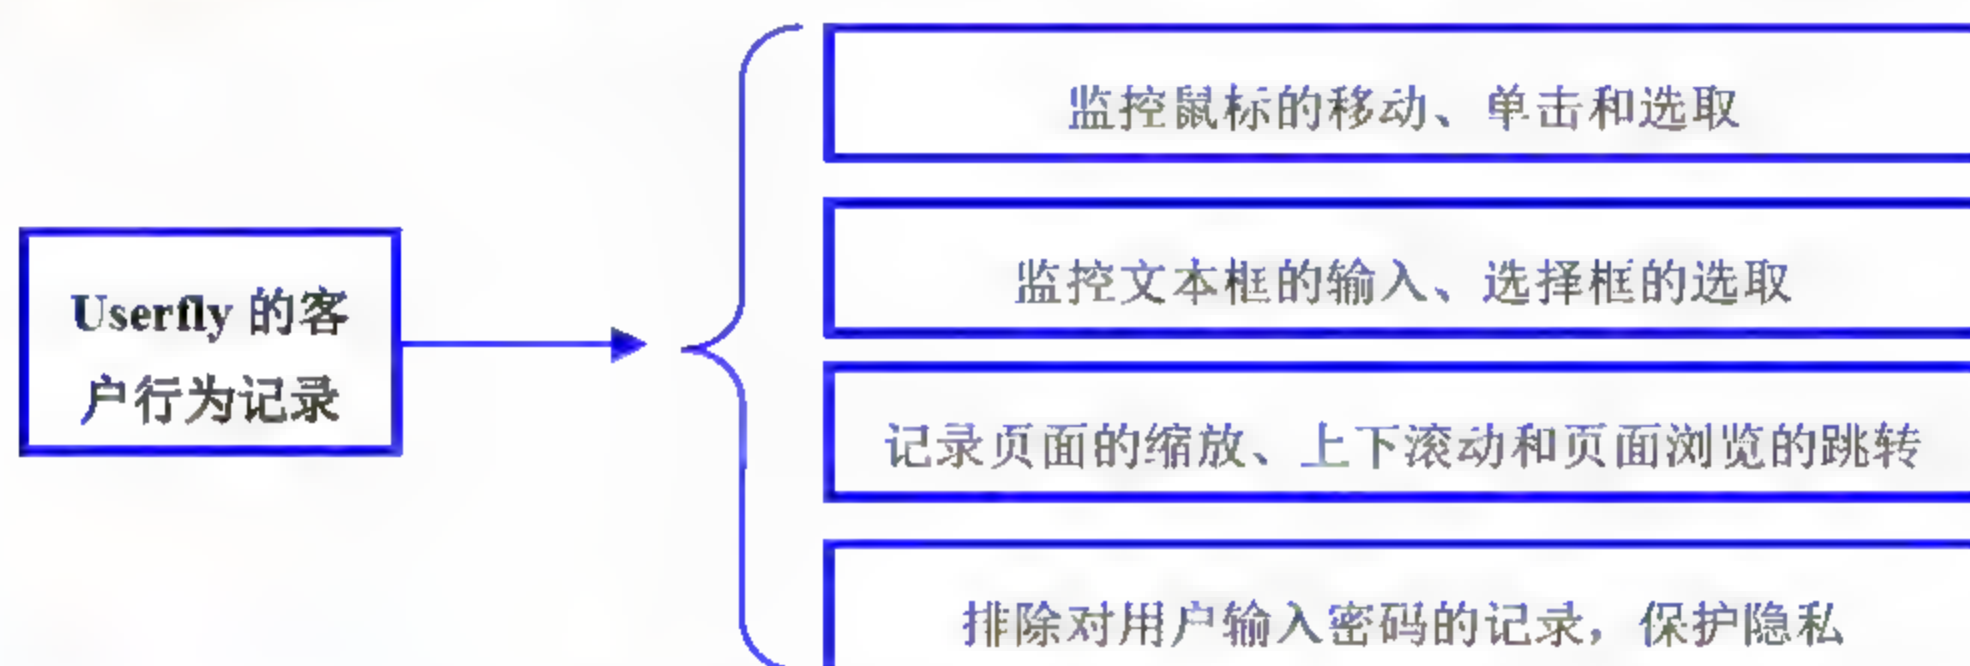 Userfly 的客
户行为记录
监控鼠标的移动、单击和选取
监控文本框的输入、选择框的选取
记录页面的缩放、上下滚动和页面浏览的跳转
排除对用户输入密码的记录，保护隐私